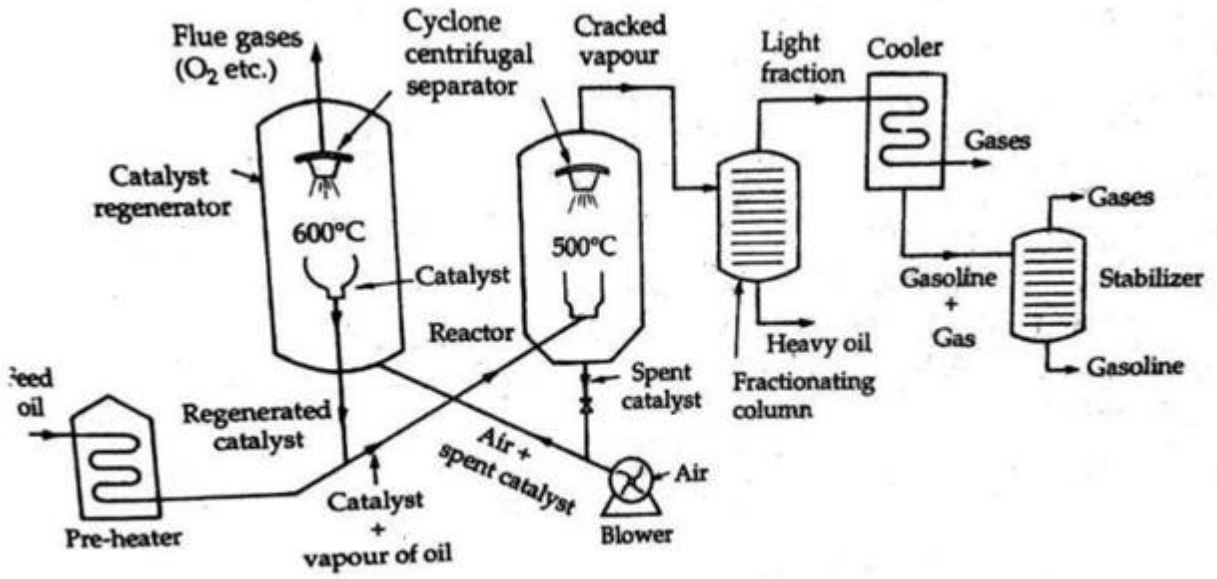 Flue gases
(O2 etc.)
Cyclone
centrifugal
separator
Cracked
vapour
Light
fraction
Cooler
Gases
Catalyst
regenerator
600°C
500°C
Catalyst
Reactor
Gases
Gasoline
+
Gas
Stabilizer
Gasoline
Heavy oil
Fractionating
column
Spent
catalyst
Feed
oil
Regenerated
catalyst
Air +
spent catalyst
Air
Blower
Pre-heater
Catalyst
+
vapour of oil